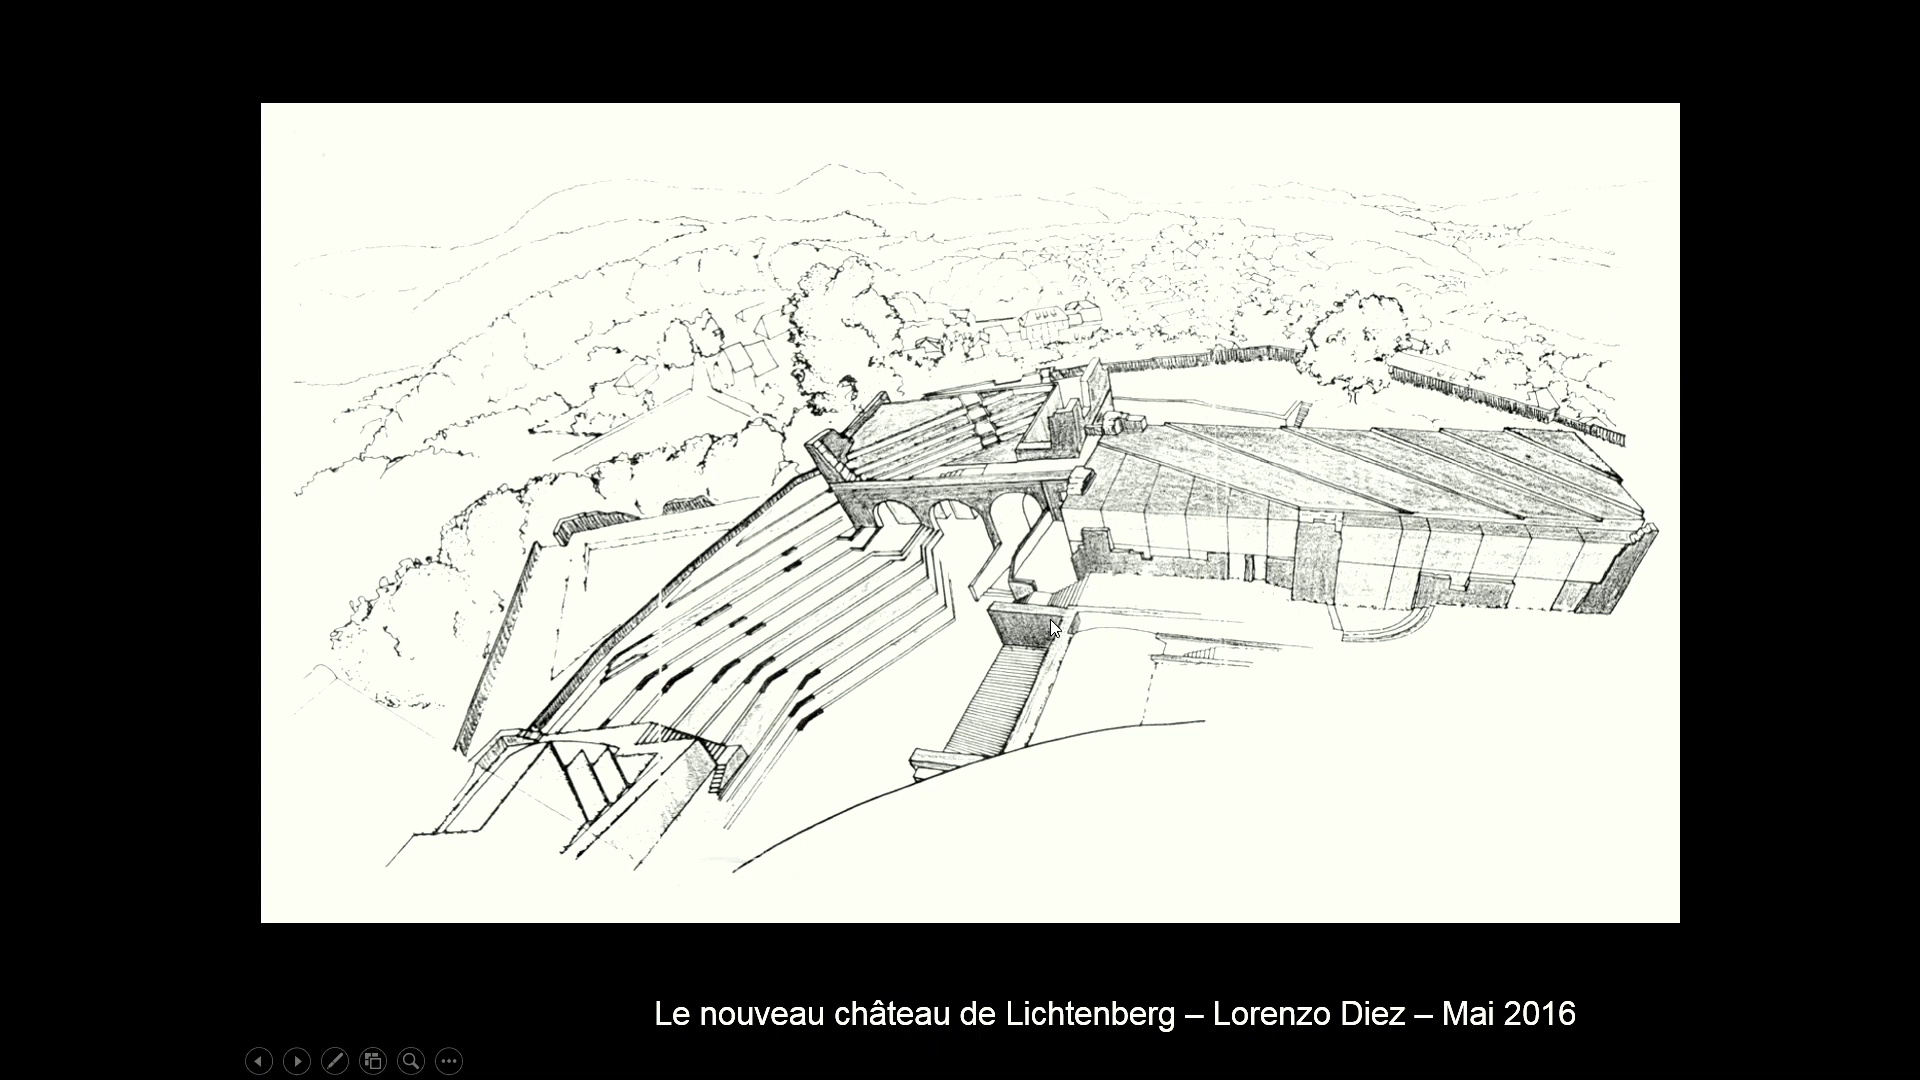 Le nouveau château de Lichtenberg – Lorenzo Diez – Mai 2016